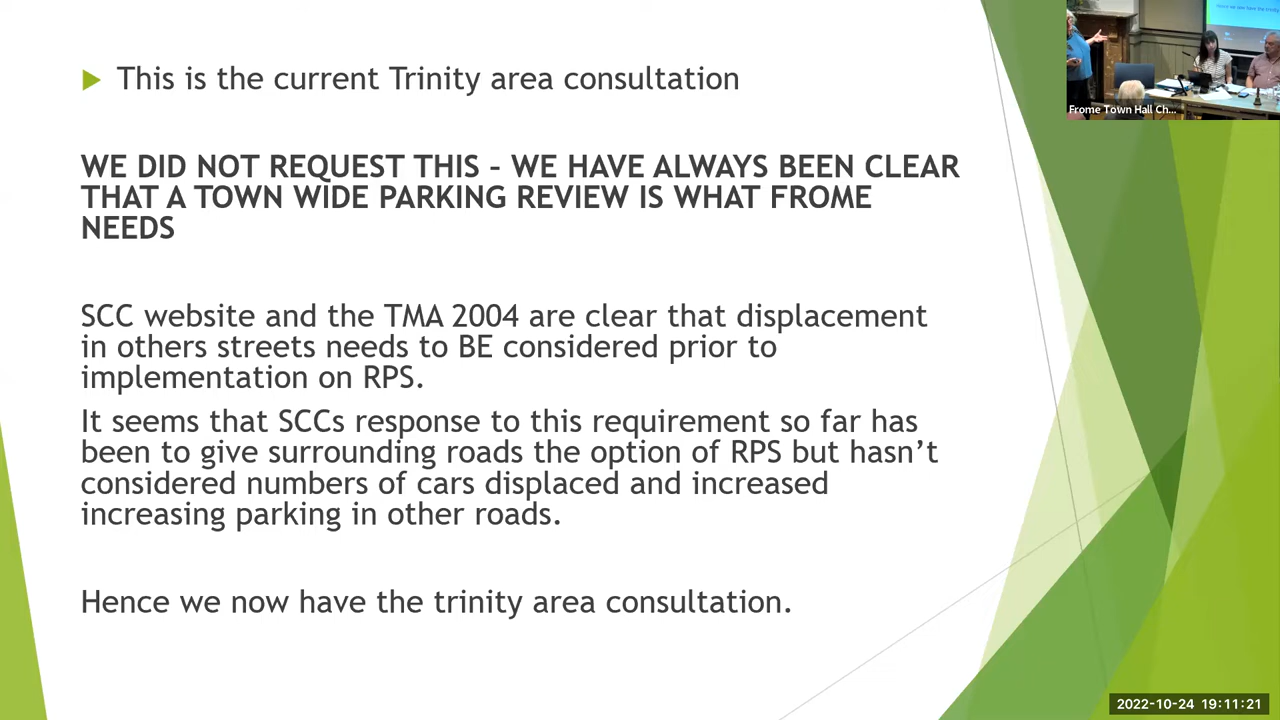 This is the current Trinity area consultation
WE DID NOT REQUEST THIS – WE HAVE ALWAYS BEEN CLEAR
THAT A TOWN WIDE PARKING REVIEW IS WHAT FROME
NEEDS
SCC website and the TMA 2004 are clear that displacement
in others streets needs to BE considered prior to
implementation on RPS.
It seems that SCCs response to this requirement so far has
been to give surrounding roads the option of RPS but hasn't
considered numbers of cars displaced and increased
increasing parking in other roads.
Hence we now have the trinity area consultation.
Frome Town Hall Ch...
2022-10-24 19:11:21